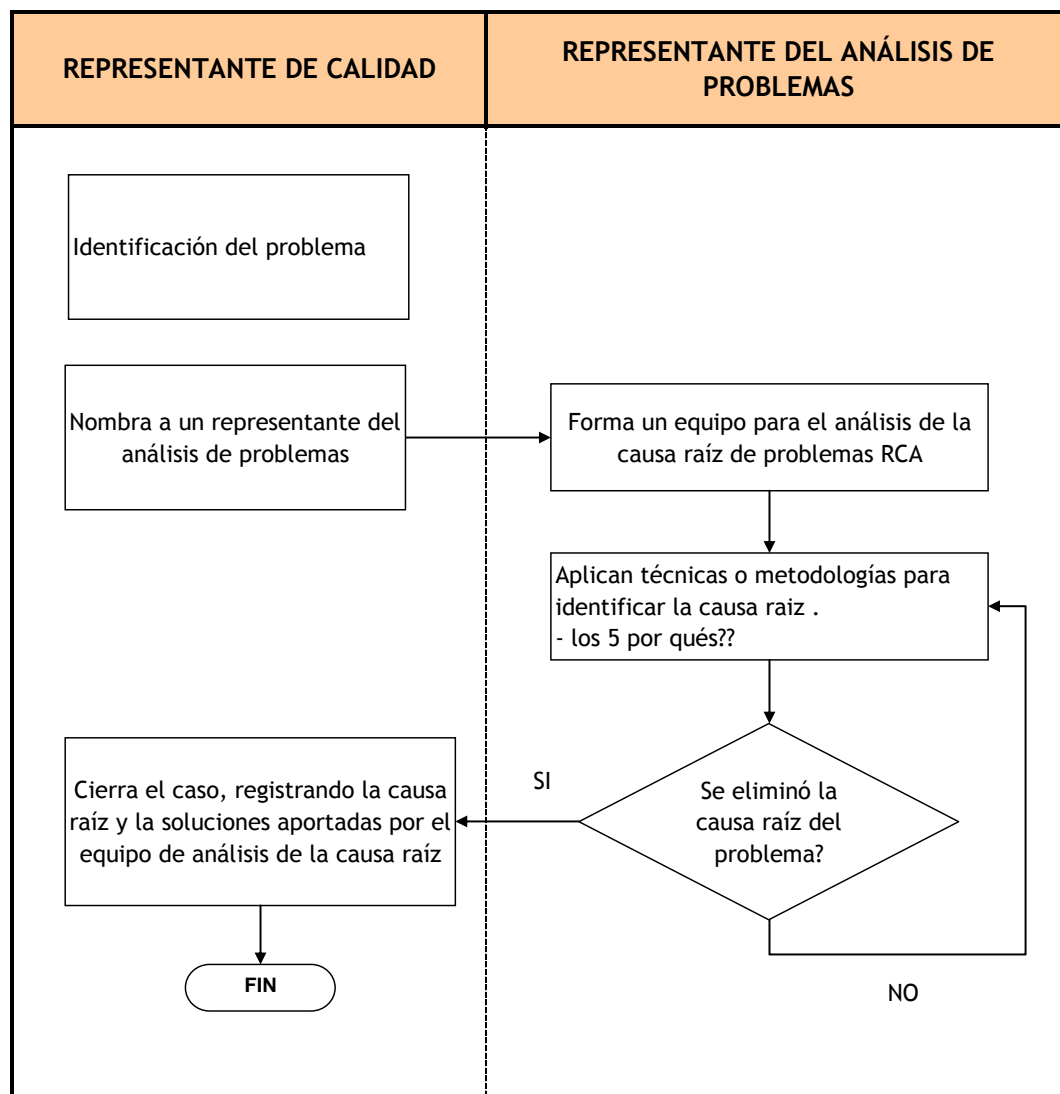 REPRESENTANTE DE CALIDAD
REPRESENTANTE DEL ANÁLISIS DE
PROBLEMAS
Identificación del problema
Nombra a un representante del
análisis de problemas
Forma un equipo para el análisis de la
causa raíz de problemas RCA
Aplican técnicas o metodologías para
identificar la causa raiz .
- los 5 por qués??
Se eliminó la
causa raíz del
problema?
SI
NO
Cierra el caso, registrando la causa
raíz y la soluciones aportadas por el
equipo de análisis de la causa raíz
FIN